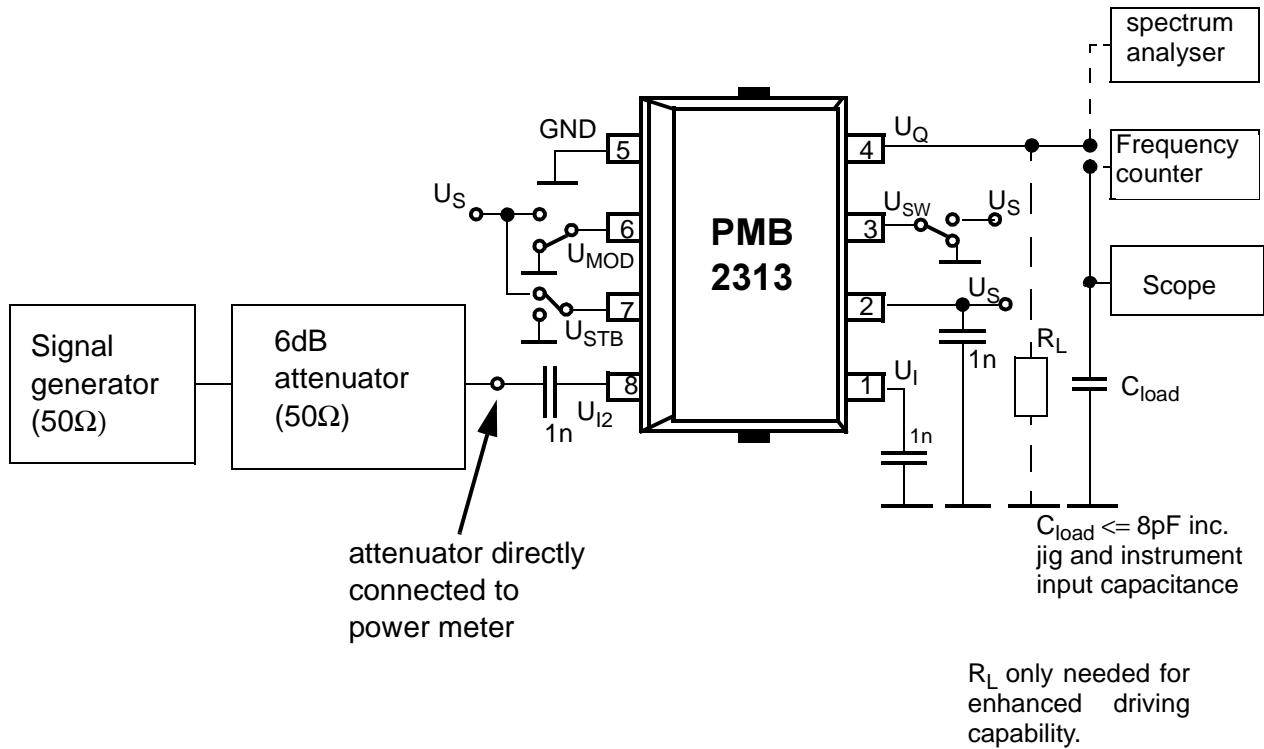 spectrum
analyser
GND
5
4
U_Q
Frequency
counter
U_S
6
PMB
2313
3
U_SW
U_S
U_MOD
7
U_STB
2
U_S
1n
Scope
Signal
generator
(50Ω)
6dB
attenuator
(50Ω)
1n
U_I2
8
1
U_I
1n
R_L
C_load
attenuator directly
connected to
power meter
C_load <= 8pF inc.
jig and instrument
input capacitance
R_L only needed for
enhanced driving
capability.